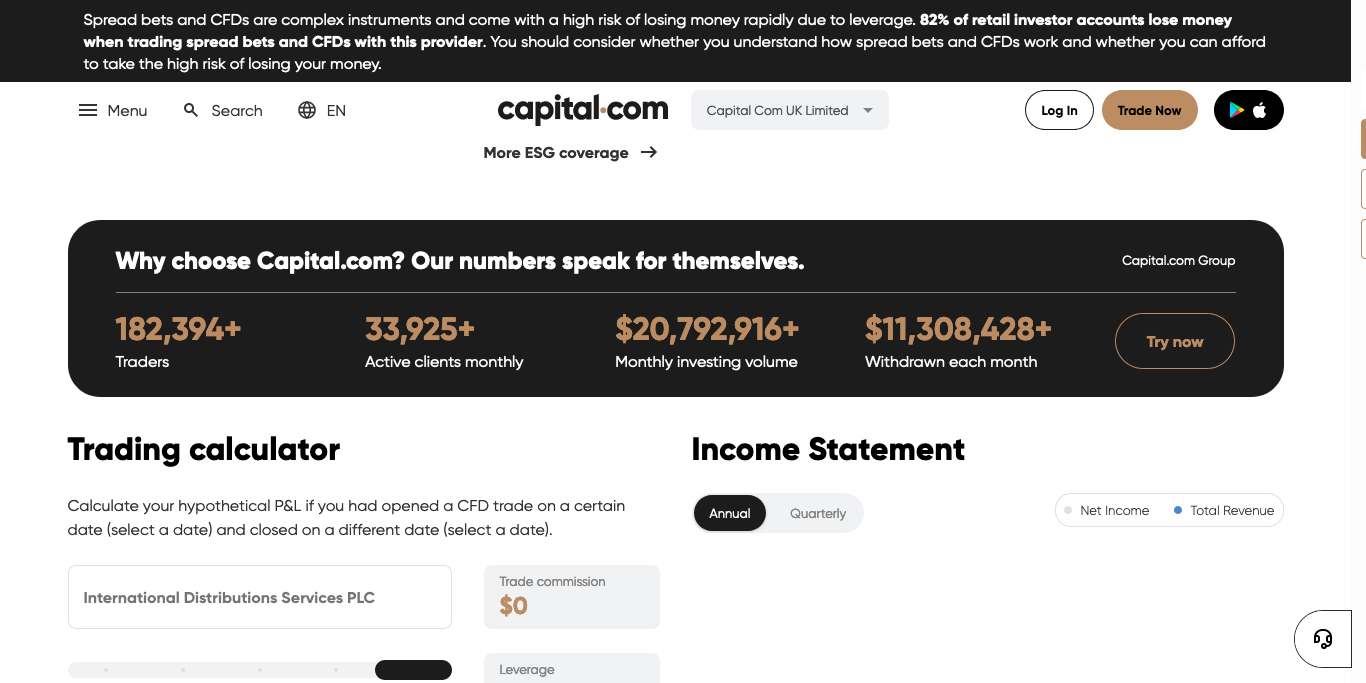 Spread bets and CFDs are complex instruments and come with a high risk of losing money rapidly due to leverage. 82% of retail investor accounts lose money
when trading spread bets and CFDs with this provider. You should consider whether you understand how spread bets and CFDs work and whether you can afford
to take the high risk of losing your money.
Menu Search EN capital.com Capital Com UK Limited Log In Trade Now
More ESG coverage
Why choose Capital.com? Our numbers speak for themselves. Capital.com Group
182,394+ 33,925+ $20,792,916+ $11,308,428+ Try now
Traders Active clients monthly Monthly investing volume Withdrawn each month
Trading calculator Income Statement
Calculate your hypothetical P&L if you had opened a CFD trade on a certain
date (select a date) and closed on a different date (select a date).
Annual Quarterly Net Income Total Revenue
International Distributions Services PLC
Trade commission
$0
Leverage